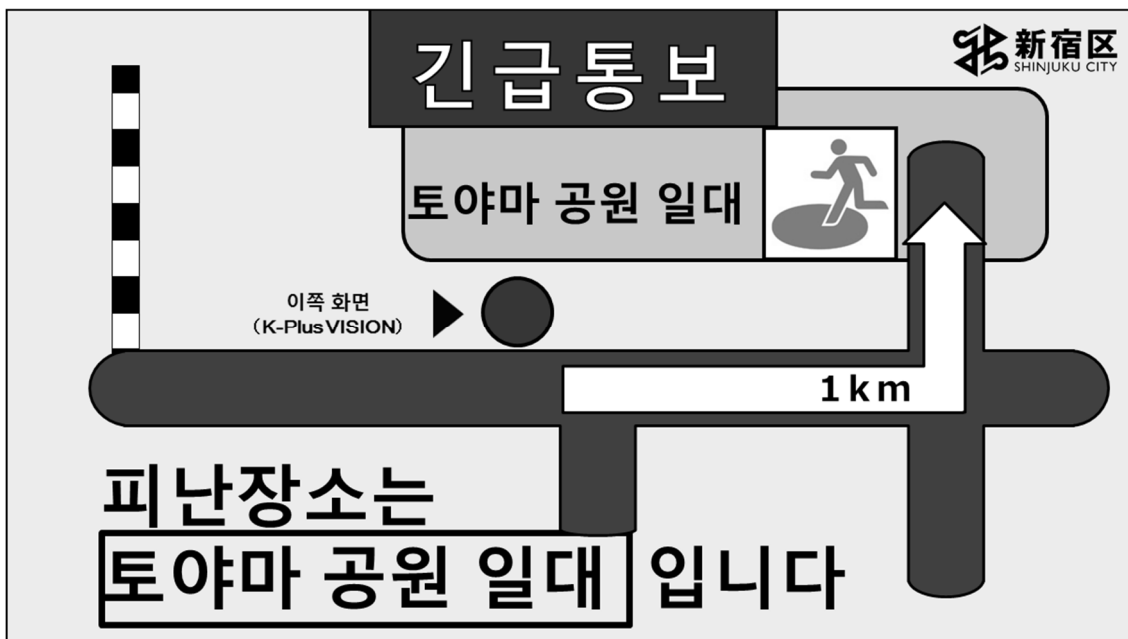 긴급통보
新宿区
SHINJUKU CITY
토야마 공원 일대
이쪽 화면
（K-Plus VISION）
1km
피난장소는
토야마 공원 일대 입니다